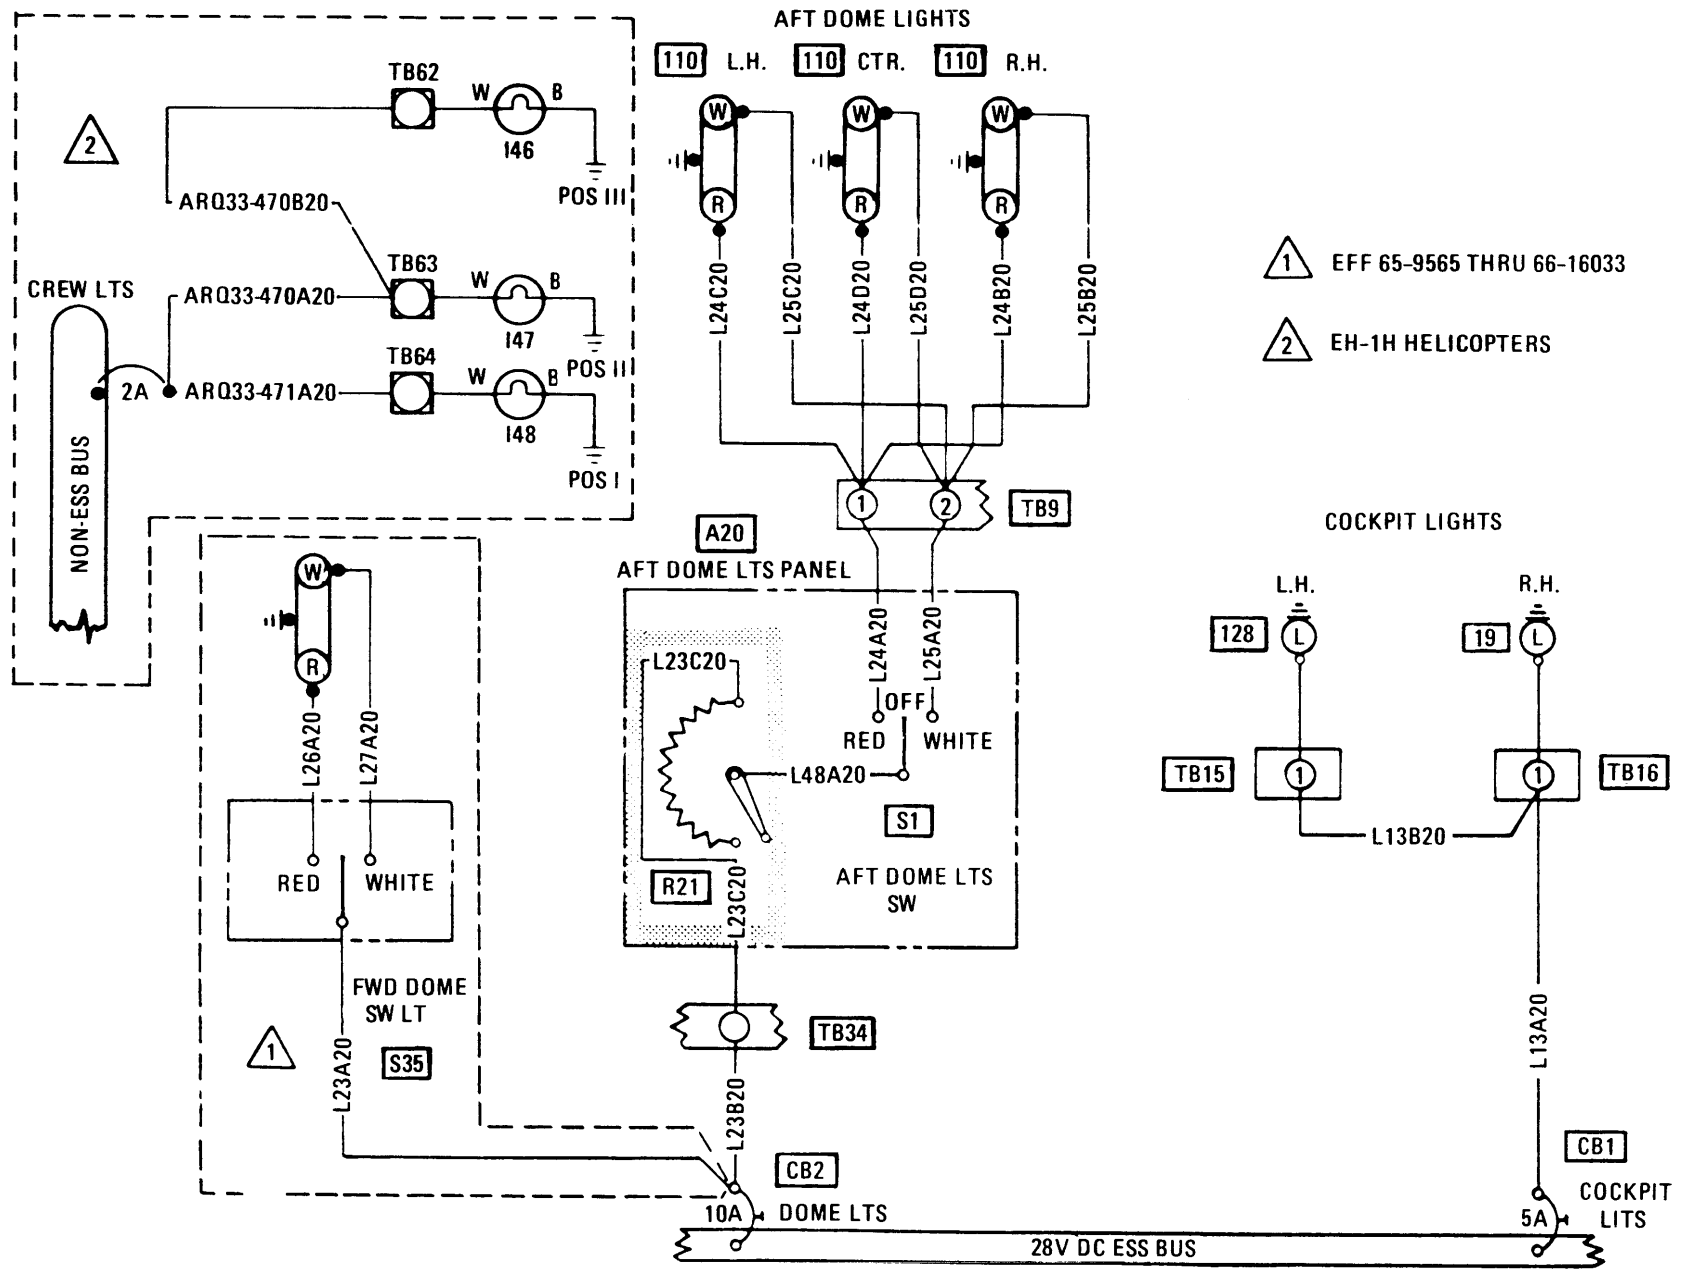 AFT DOME LIGHTS
110 L.H. 110 CTR. 110 R.H.
TB62
W B
I46
POS III
2
ARQ33-470B20
CREW LTS
TB63
ARQ33-470A20
W B
I47
POS II
TB64
2A
ARQ33-471A20
W B
I48
POS I
NON-ESS BUS
W
R
W
R
W
R
L24C20
L25C20
L24D20
L25D20
L24B20
L25B20
1 EFF 65-9565 THRU 66-16033
2 EH-1H HELICOPTERS
1 2
TB9
A20
AFT DOME LTS PANEL
L24A20
L25A20
L23C20
OFF
RED WHITE
L48A20
S1
AFT DOME LTS
SW
R21
L23C20
TB34
L23B20
W
R
L26A20
L27A20
RED WHITE
FWD DOME
SW LT
S35
1
L23A20
CB2
10A DOME LTS
28V DC ESS BUS
COCKPIT LIGHTS
L.H. R.H.
128 L
19 L
TB15 1
1 TB16
L13B20
L13A20
CB1
COCKPIT
LITS
5A